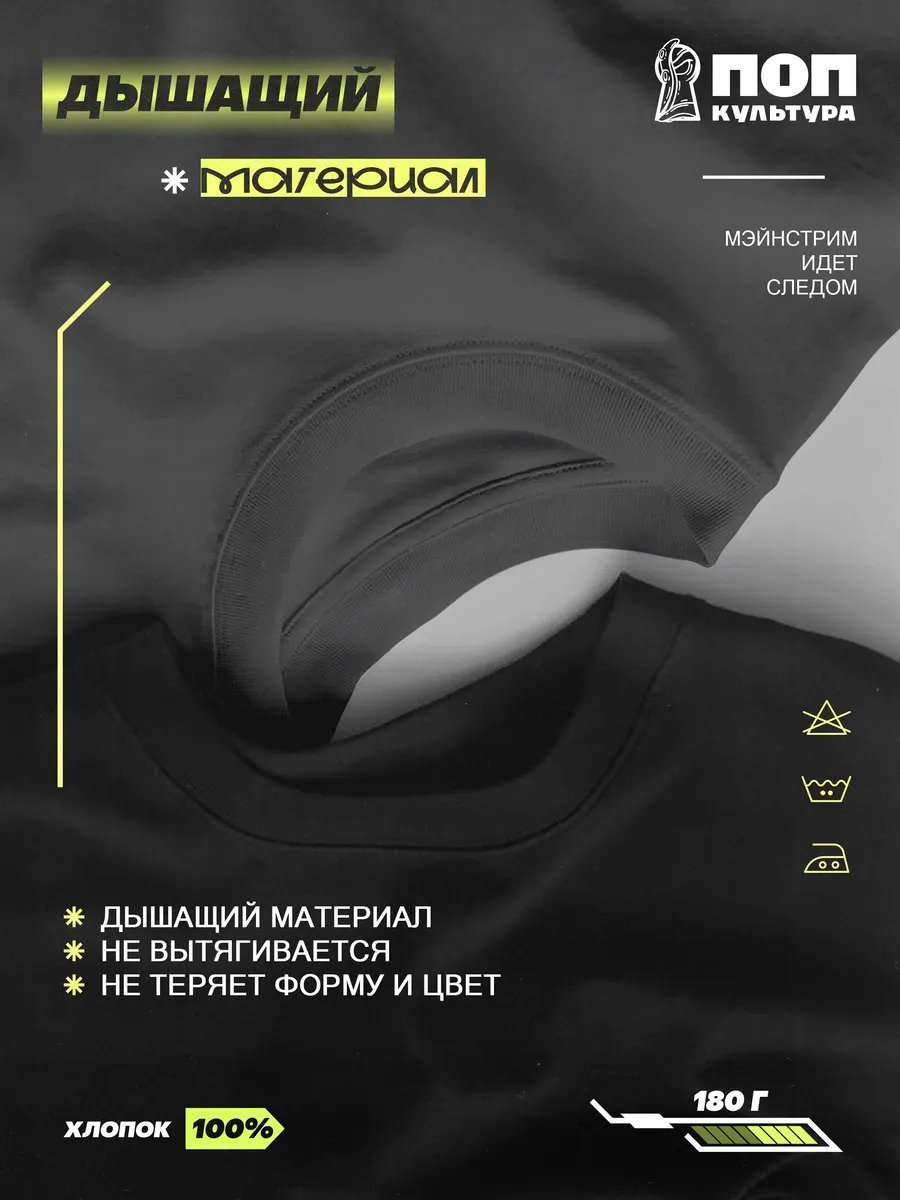 ДЫШАЩИЙ
МАТЕРИАЛ
ПОП
КУЛЬТУРА
МЭЙНСТРИМ
ИДЕТ
СЛЕДОМ
ДЫШАЩИЙ МАТЕРИАЛ
НЕ ВЫТЯГИВАЕТСЯ
НЕ ТЕРЯЕТ ФОРМУ И ЦВЕТ
ХЛОПОК 100%
180 Г